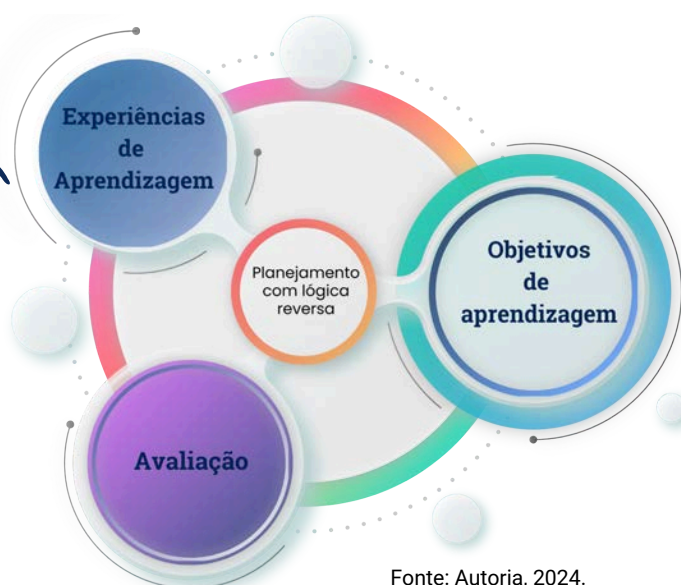 Experiências
de
Aprendizagem
Planejamento
com lógica
reversa
Objetivos
de
aprendizagem
Avaliação
Fonte: Autoria, 2024.